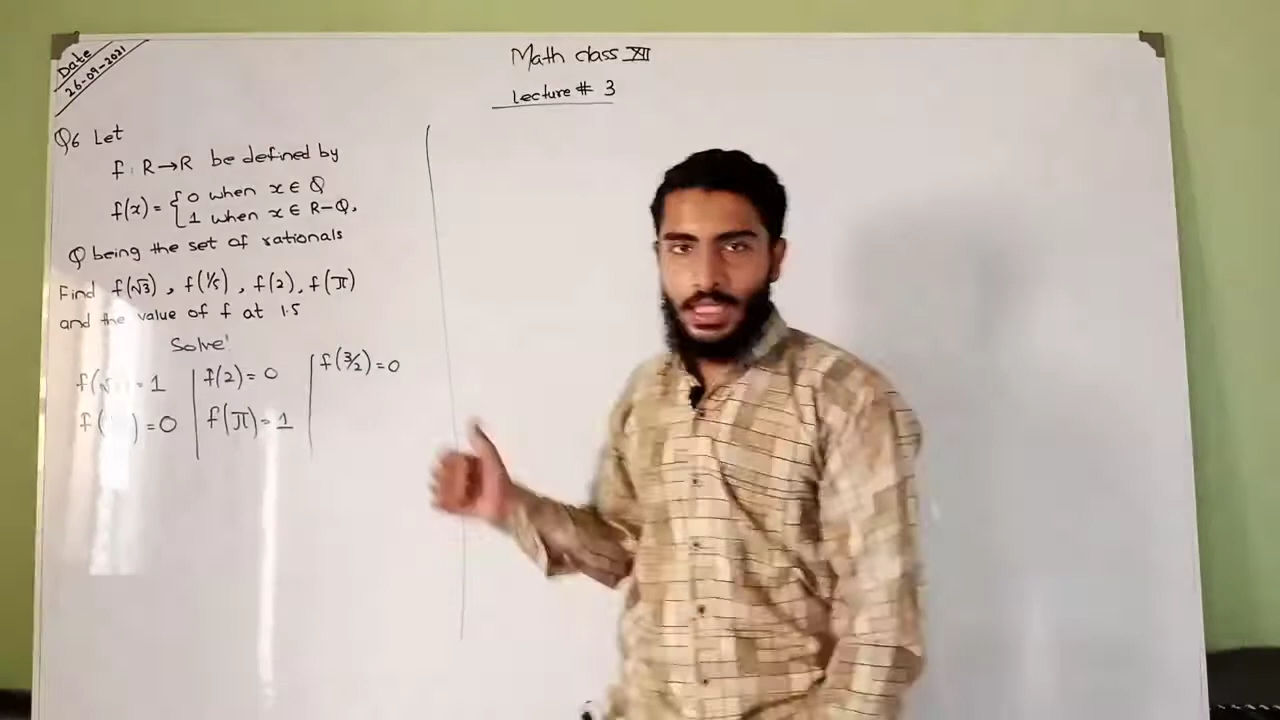 Date
26-09-2021
Math class XII
Lecture # 3
Q6 Let
f: R→R be defined by
f(x) = { 0 when x ∈ Q
1 when x ∈ R-Q,
Q being the set of rationals
Find f(√3), f(1/5), f(2), f(π)
and the value of f at 1.5
Solve!
f(√ ) = 1
f( ) = 0
f(2) = 0
f(π) = 1
f(3/2) = 0